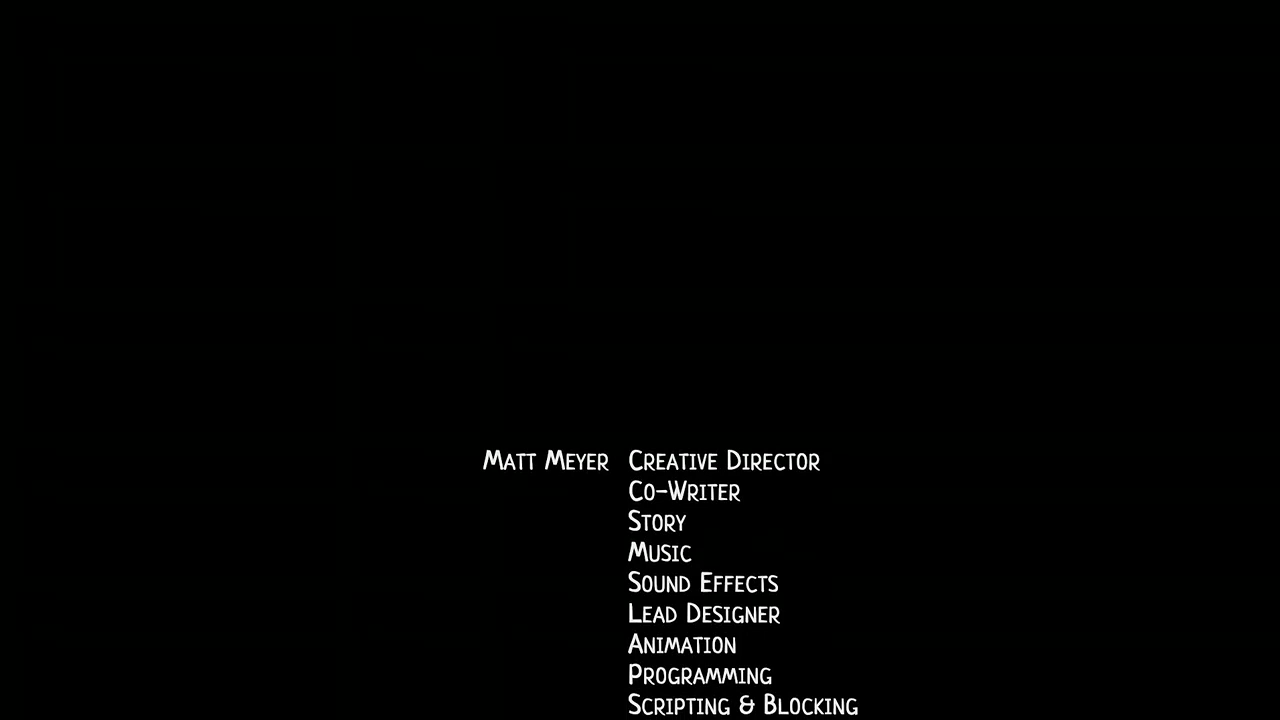 Matt Meyer Creative Director
Co-Writer
Story
Music
Sound Effects
Lead Designer
Animation
Programming
Scripting & Blocking